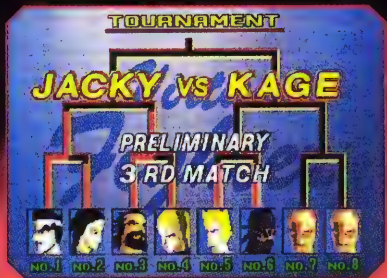 TOURNAMENT
JACKY VS KAGE
PRELIMINARY
3 RD MATCH
NO.1 NO.2 NO.3 NO.4 NO.5 NO.6 NO.7 NO.8